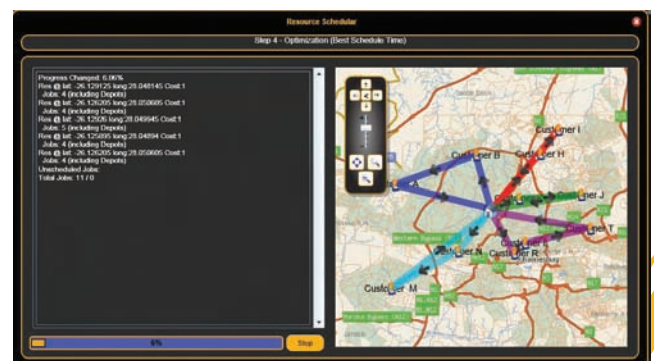 Resource Schedular
Step 4 - Optimization (Best Schedule Time)
Progress Changed: 6.06%
Res @ lat: -26.129125 long:28.048145 Cost:1
Jobs: 4 (including Depots)
Res @ lat: -26.126205 long:28.050605 Cost:1
Jobs: 4 (including Depots)
Res @ lat: -26.12926 long:28.049945 Cost:1
Jobs: 5 (including Depots)
Res @ lat: -26.125895 long:28.04894 Cost:1
Jobs: 4 (including Depots)
Res @ lat: -26.126205 long:28.050605 Cost:1
Jobs: 4 (including Depots)
Unscheduled Jobs:
Total Jobs: 11 / 0
Customer I
Customer H
Customer J
Customer T
Customer N
Customer R
Customer M
Western Bypass
6%
Stop